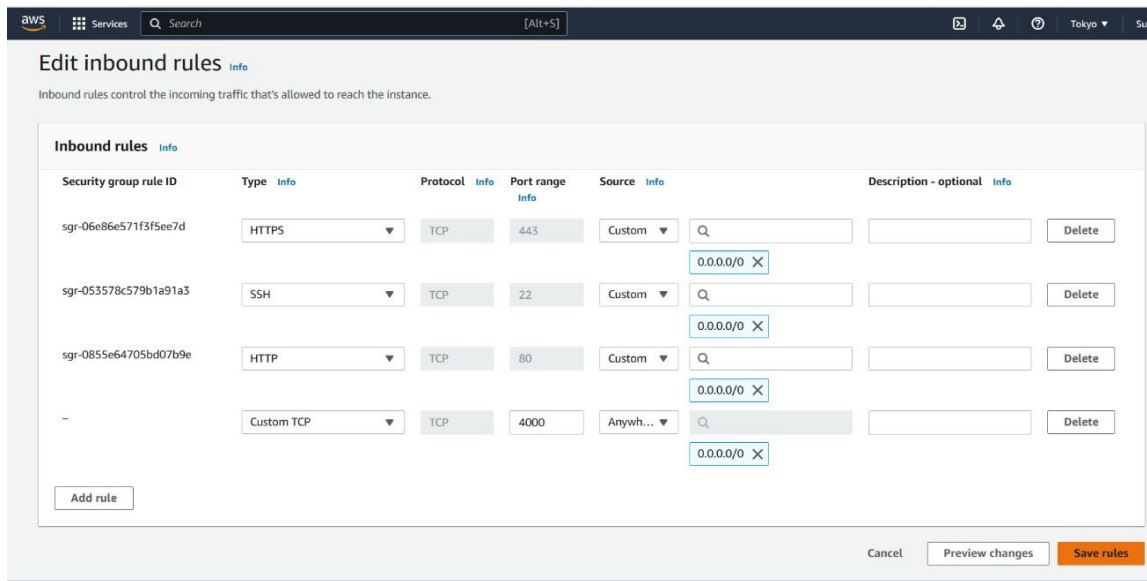 aws Services Search [Alt+S] Tokyo ▼ Su
Edit inbound rules Info
Inbound rules control the incoming traffic that's allowed to reach the instance.
Inbound rules Info
Security group rule ID Type Info Protocol Info Port range Info Source Info Description - optional Info
sgr-06e86e571f3f5ee7d HTTPS TCP 443 Custom Delete
0.0.0.0/0
sgr-053578c579b1a91a3 SSH TCP 22 Custom Delete
0.0.0.0/0
sgr-0855e64705bd07b9e HTTP TCP 80 Custom Delete
0.0.0.0/0
– Custom TCP TCP 4000 Anywh... Delete
0.0.0.0/0
Add rule
Cancel Preview changes Save rules